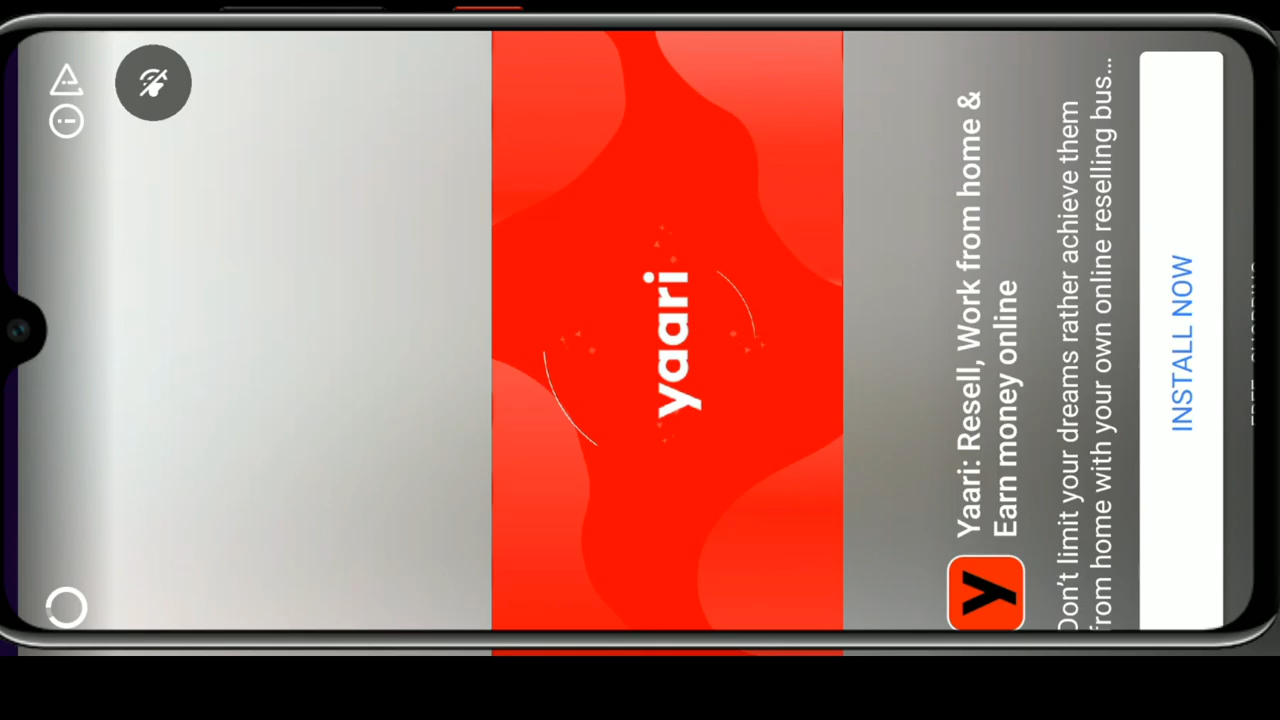 yaari
y
Yaari: Resell, Work from home &
Earn money online
Don't limit your dreams rather achieve them
from home with your own online reselling bus...
INSTALL NOW